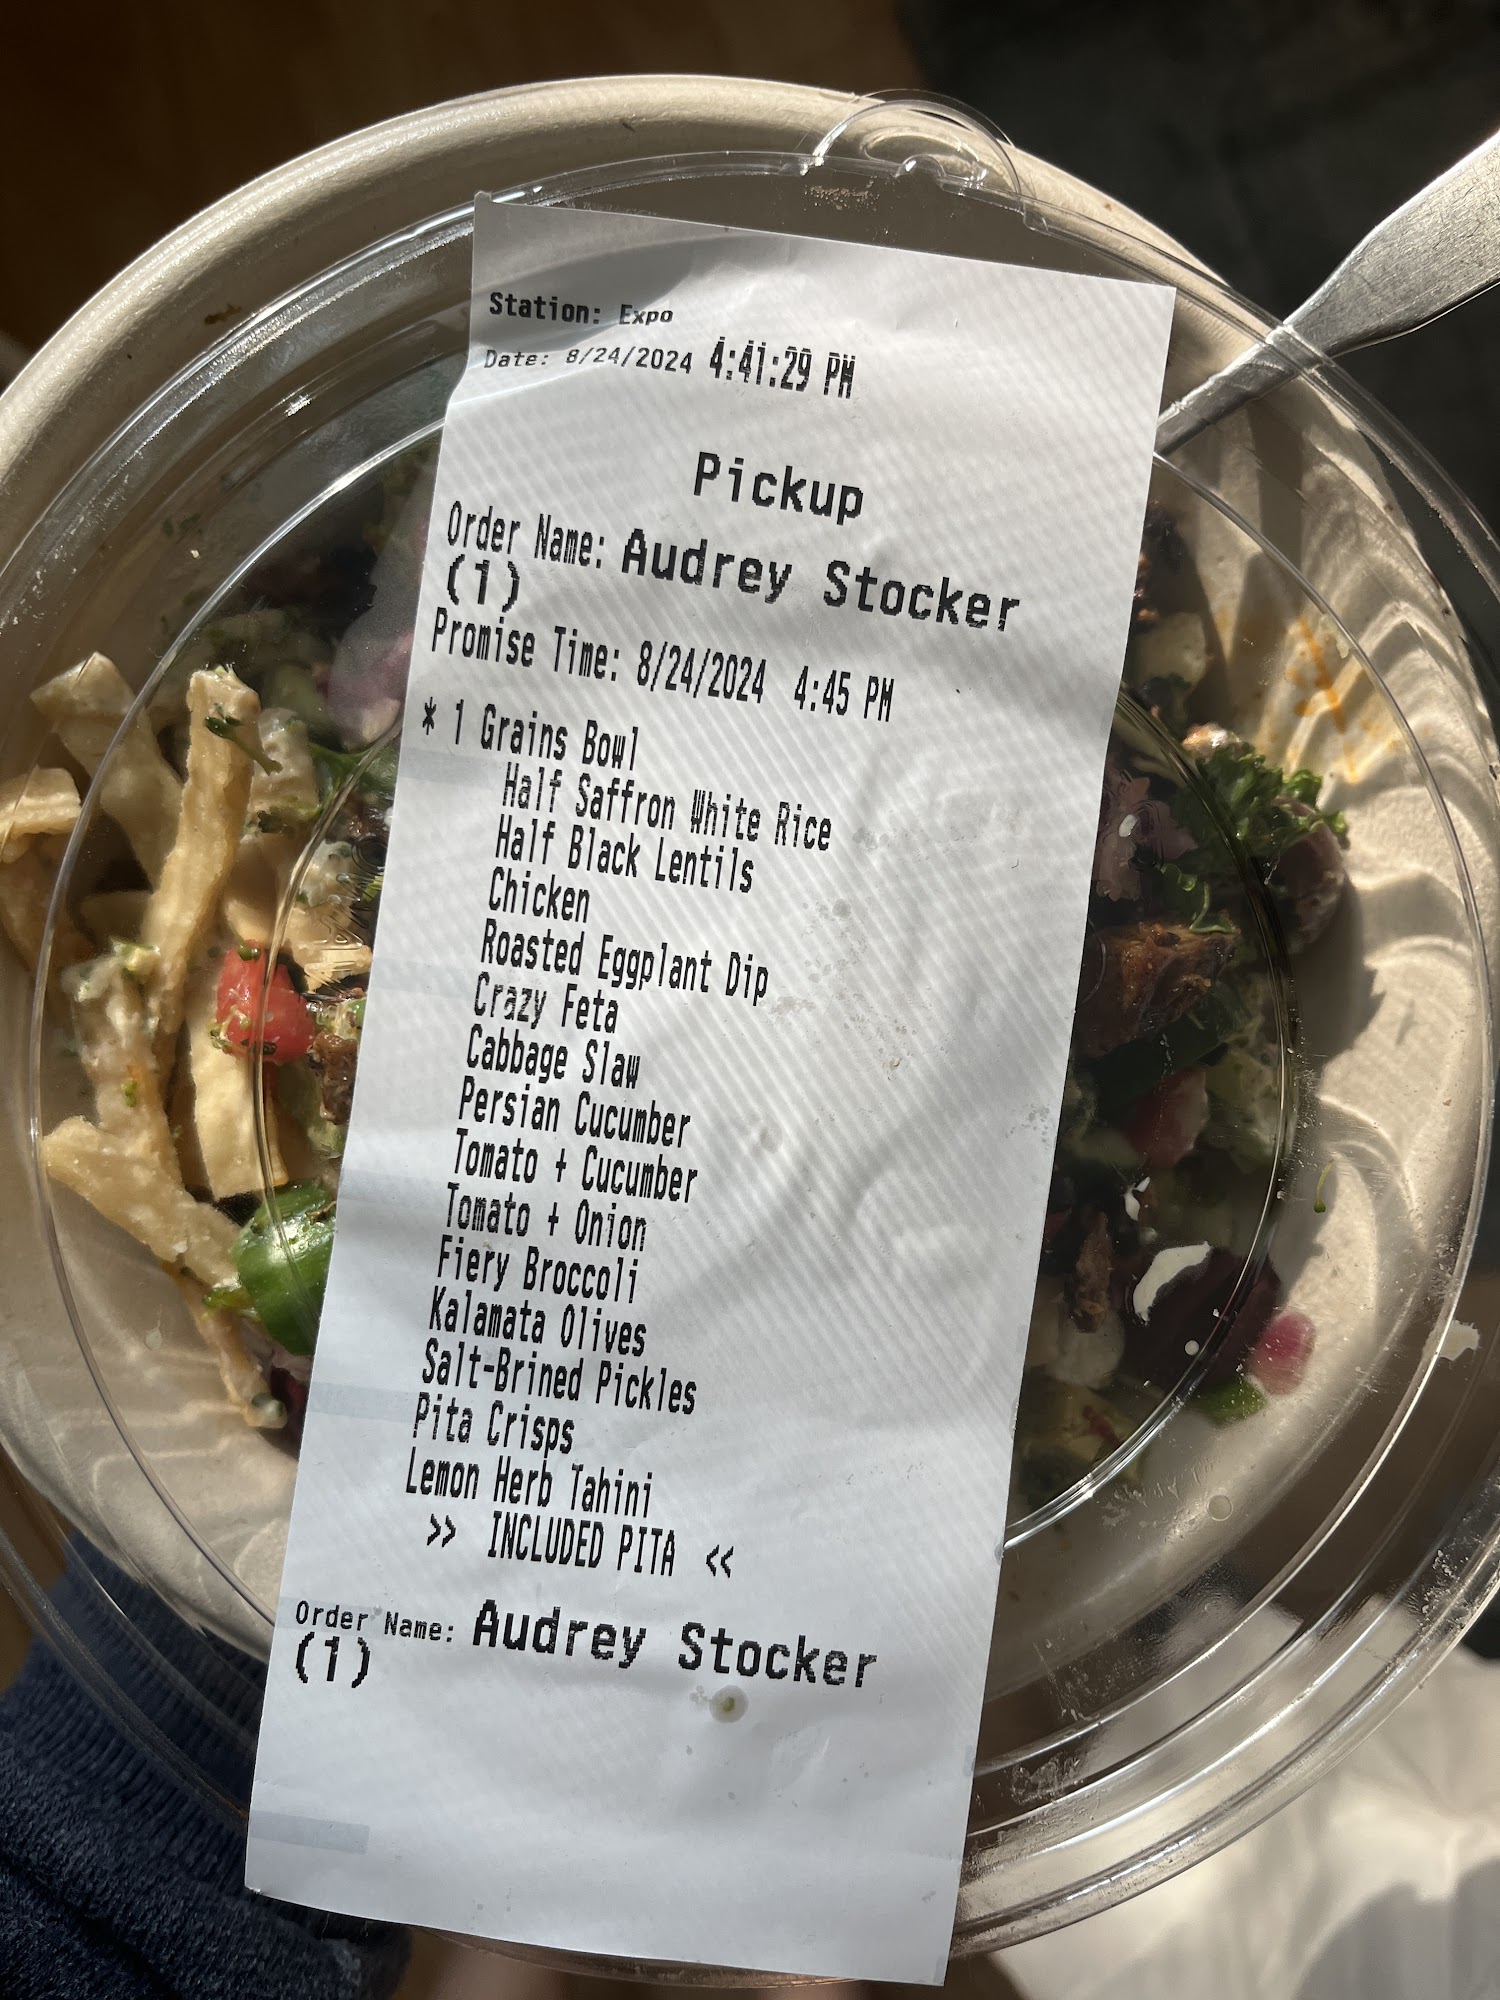 Station: Expo
Date: 8/24/2024 4:41:29 PM
Pickup
Order Name: Audrey Stocker
(1)
Promise Time: 8/24/2024 4:45 PM
* 1 Grains Bowl
Half Saffron White Rice
Half Black Lentils
Chicken
Roasted Eggplant Dip
Crazy Feta
Cabbage Slaw
Persian Cucumber
Tomato + Cucumber
Tomato + Onion
Fiery Broccoli
Kalamata Olives
Salt-Brined Pickles
Pita Crisps
Lemon Herb Tahini
>> INCLUDED PITA <<
Order Name: Audrey Stocker
(1)